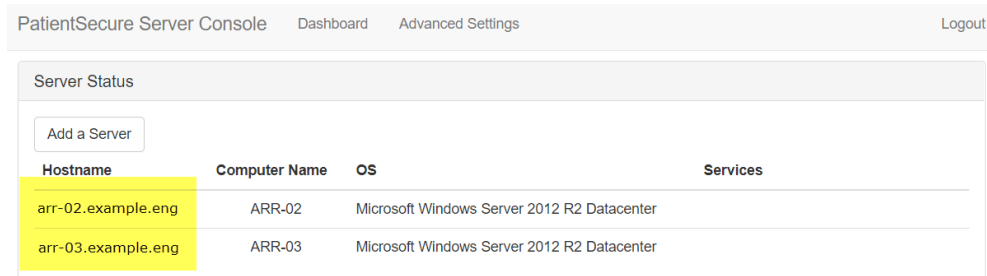 PatientSecure Server Console Dashboard Advanced Settings Logout
Server Status
Add a Server
Hostname Computer Name OS Services
arr-02.example.eng ARR-02 Microsoft Windows Server 2012 R2 Datacenter
arr-03.example.eng ARR-03 Microsoft Windows Server 2012 R2 Datacenter